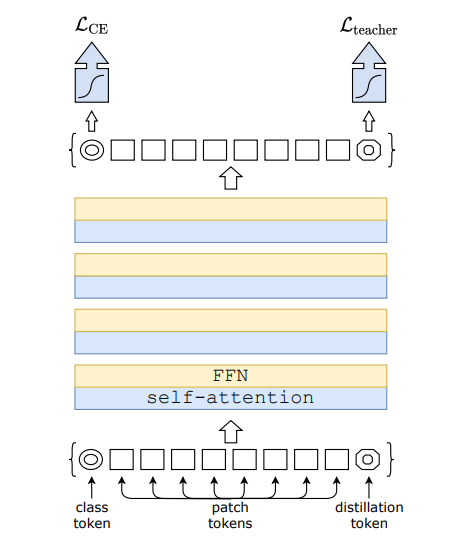 ℒCE ℒteacher
FFN
self-attention
class patch distillation
token tokens token